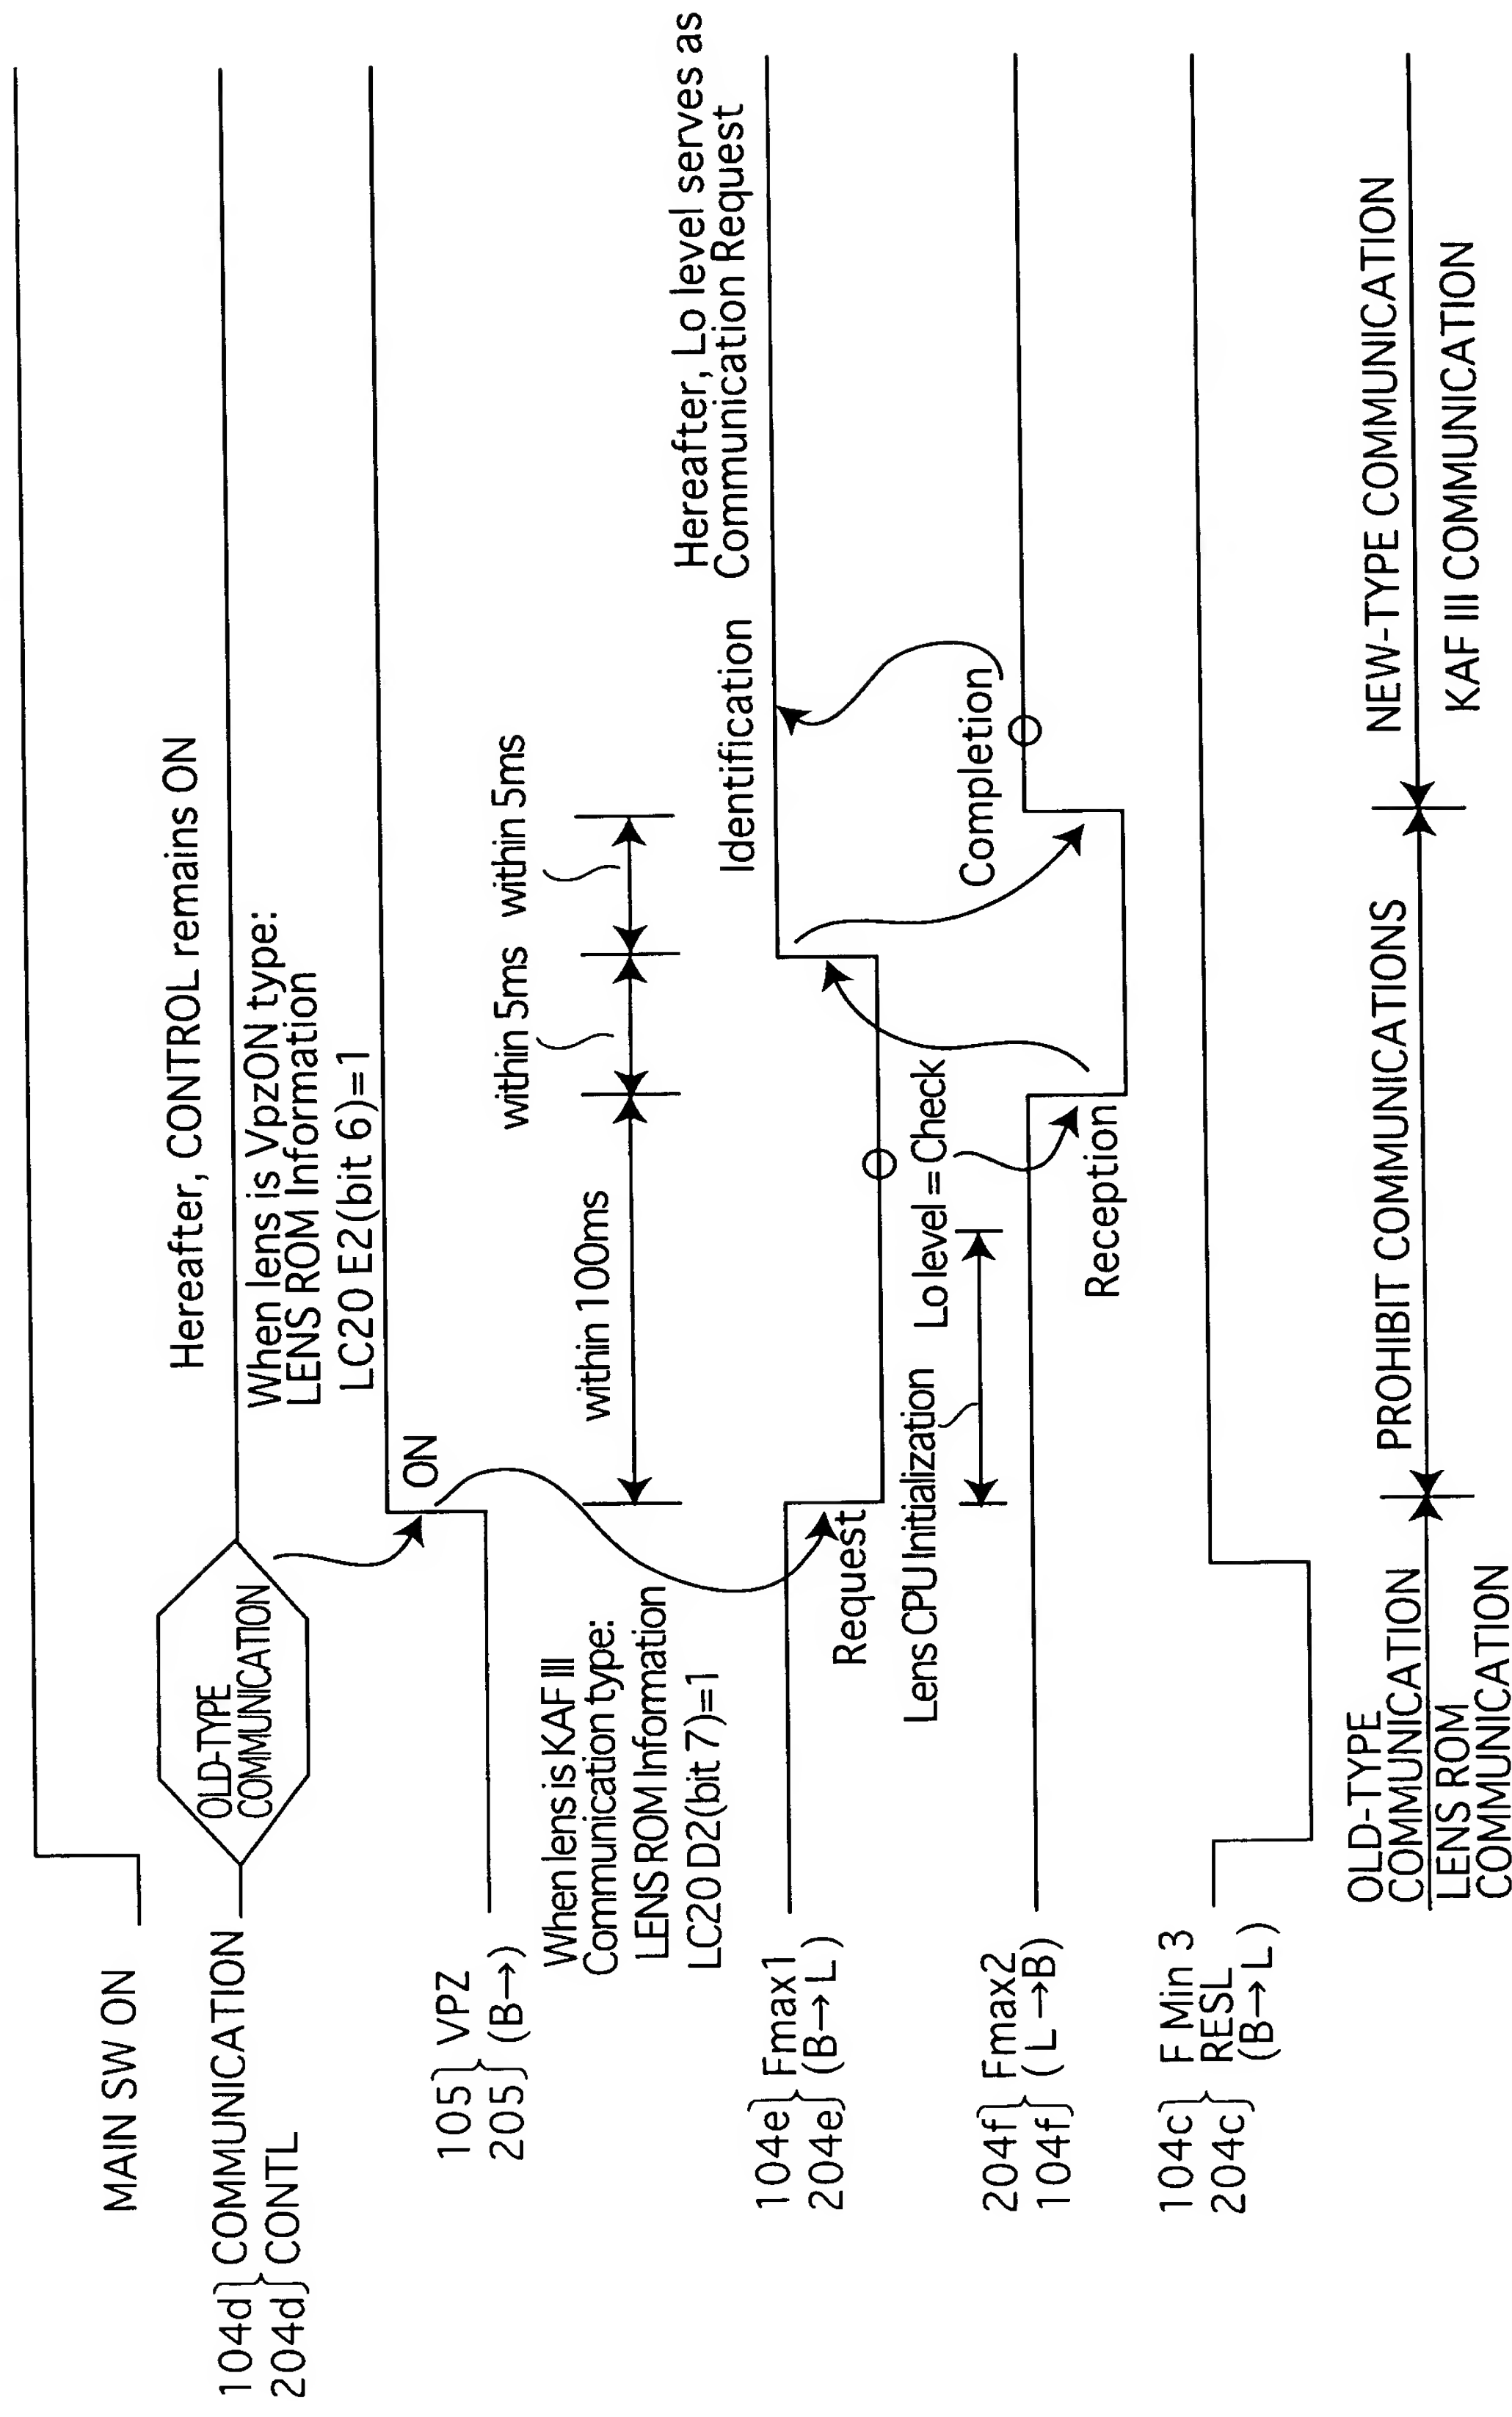 MAIN SW ON
104d
204d
COMMUNICATION
CONTL
OLD-TYPE
COMMUNICATION
Hereafter, CONTROL remains ON
105
205
VPZ
(B→)
ON
When lens is VpzON type:
LENS ROM Information
LC20 E2(bit 6)=1
When lens is KAF III
Communication type:
LENS ROM Information
LC20 D2(bit 7)=1
within 100ms
within 5ms
within 5ms
104e
204e
Fmax1
(B→L)
Request
Identification
Hereafter, Lo level serves as
Communication Request
Lens CPU Initialization
Lo level = Check
204f
104f
Fmax2
(L→B)
Reception
Completion
104c
204c
F Min 3
RESL
(B→L)
OLD-TYPE
COMMUNICATION
LENS ROM
COMMUNICATION
PROHIBIT COMMUNICATIONS
NEW-TYPE COMMUNICATION
KAF III COMMUNICATION